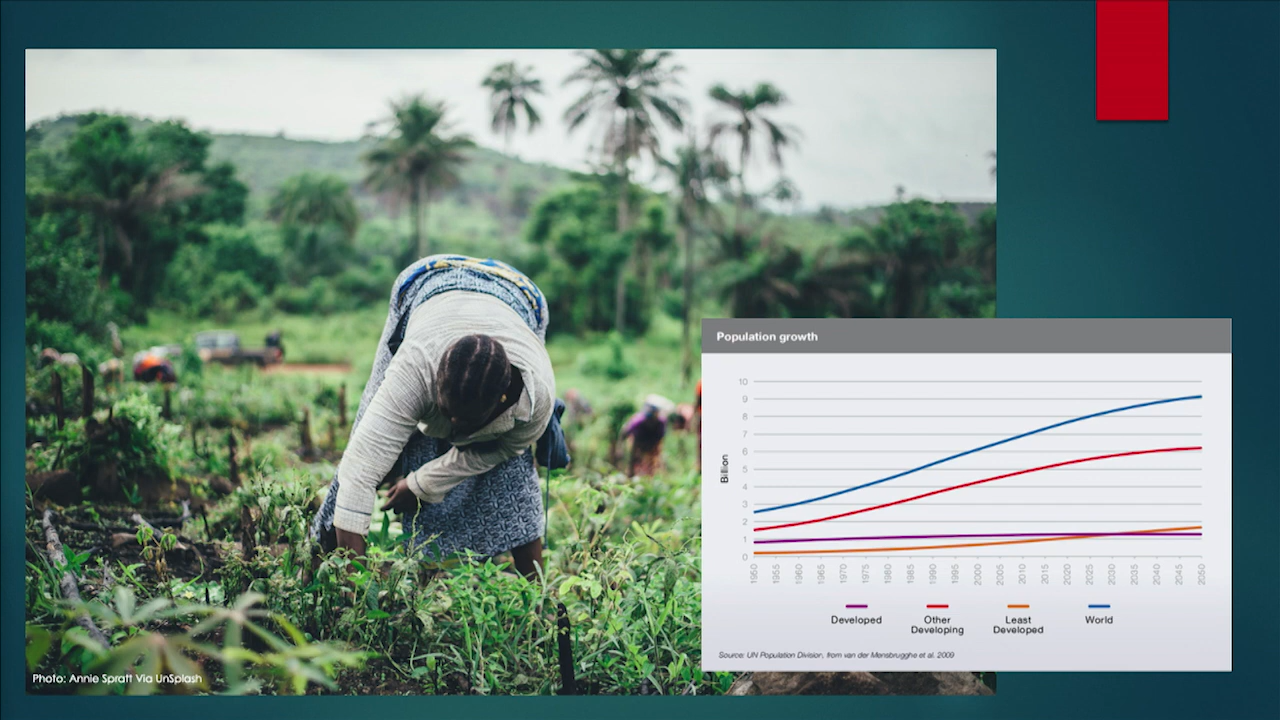 Population growth
10
9
8
7
6
5
4
3
2
1
0
Billion
1950 1955 1960 1965 1970 1975 1980 1985 1990 1995 2000 2005 2010 2015 2020 2025 2030 2035 2040 2045 2050
Developed
Other
Developing
Least
Developed
World
Source: UN Population Division, from van der Mensbrugghe et al. 2009
Photo: Annie Spratt Via UnSplash